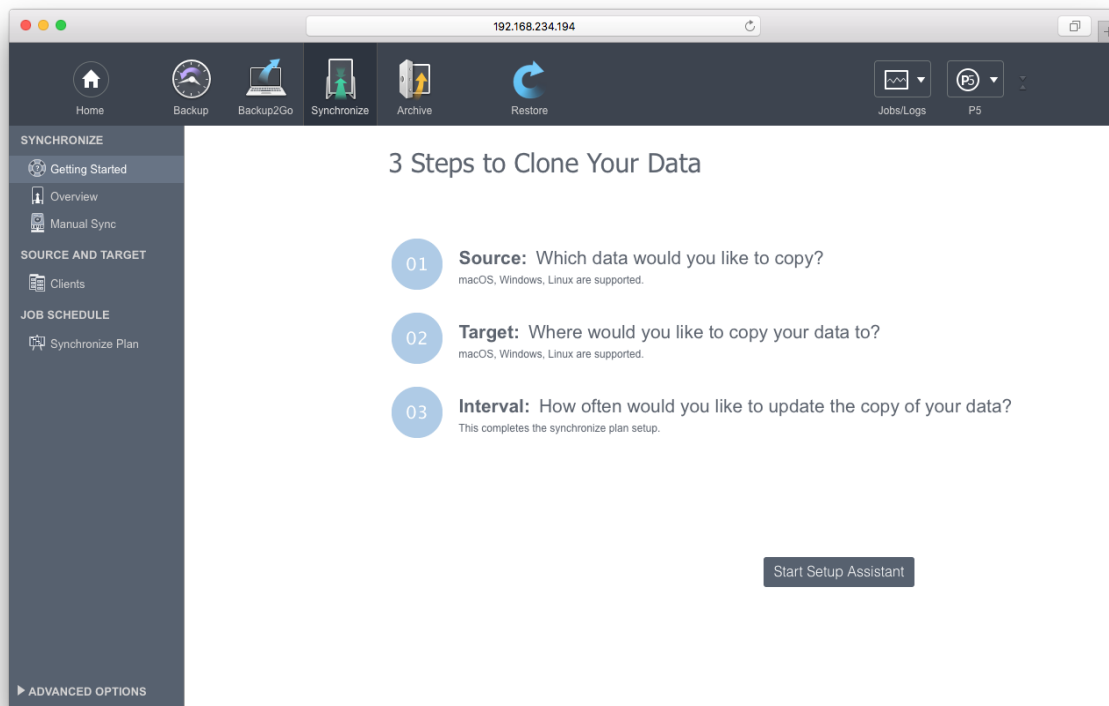 192.168.234.194
Home
Backup
Backup2Go
Synchronize
Archive
Restore
Jobs/Logs
P5
P5
SYNCHRONIZE
Getting Started
Overview
Manual Sync
SOURCE AND TARGET
Clients
JOB SCHEDULE
Synchronize Plan
ADVANCED OPTIONS
3 Steps to Clone Your Data
01
Source: Which data would you like to copy?
macOS, Windows, Linux are supported.
02
Target: Where would you like to copy your data to?
macOS, Windows, Linux are supported.
03
Interval: How often would you like to update the copy of your data?
This completes the synchronize plan setup.
Start Setup Assistant